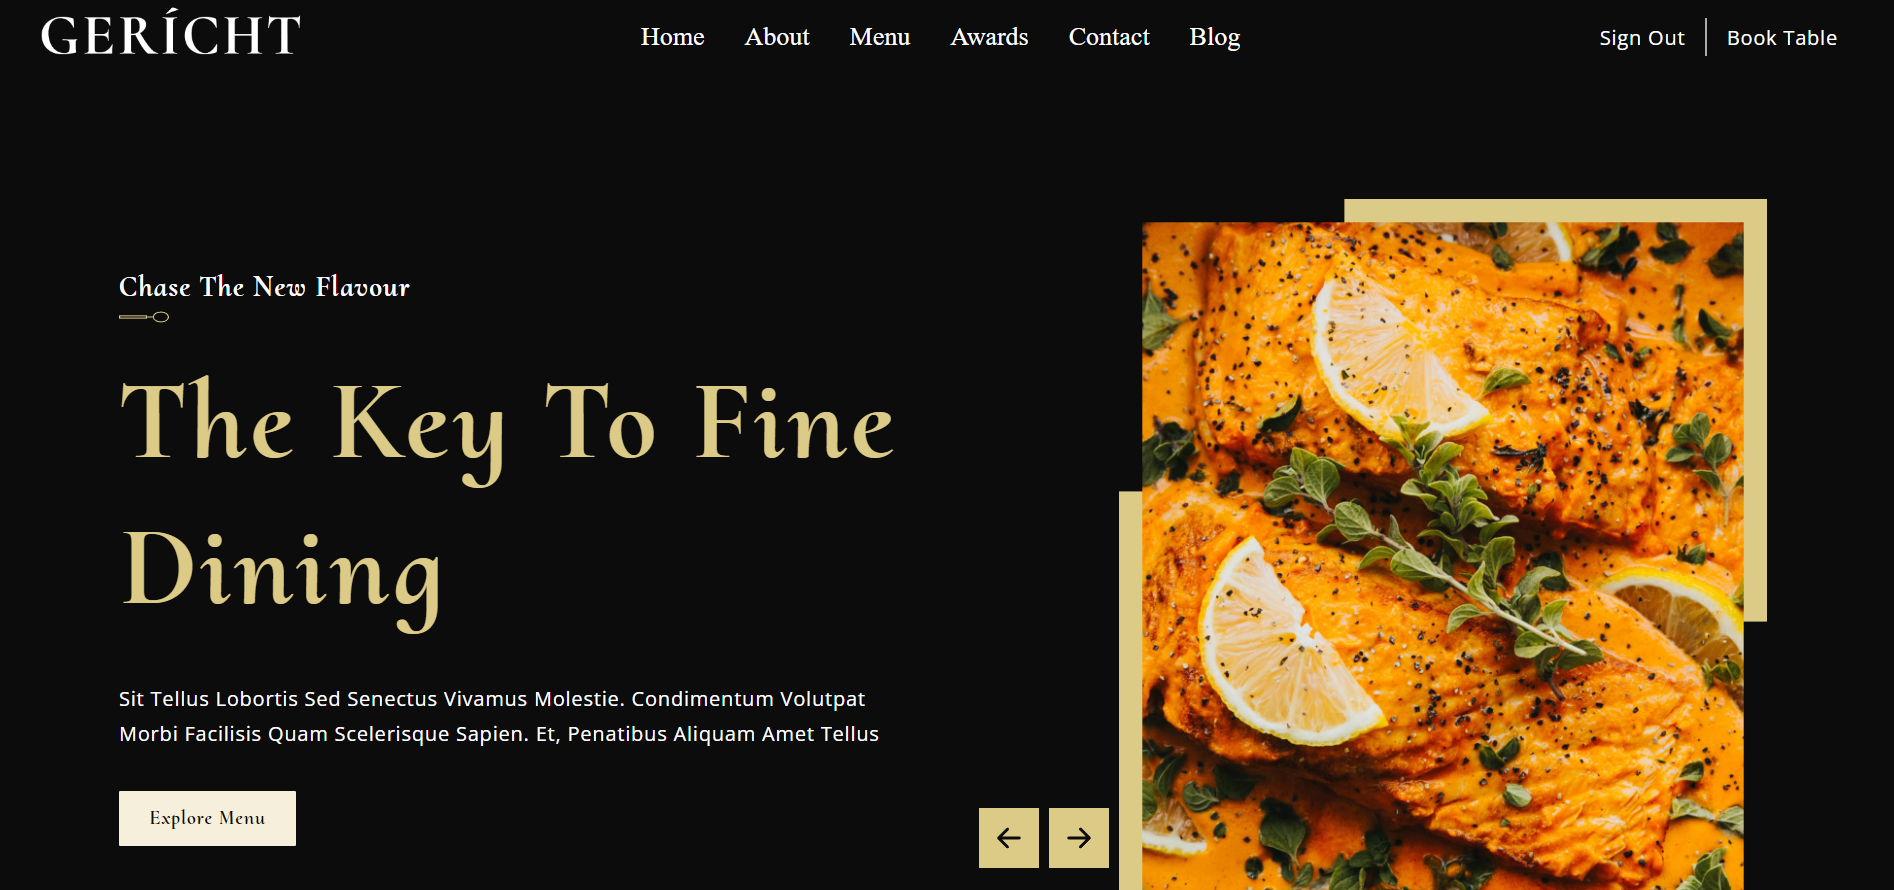 GERÍCHT
Home About Menu Awards Contact Blog
Sign Out Book Table
Chase The New Flavour
The Key To Fine
Dining
Sit Tellus Lobortis Sed Senectus Vivamus Molestie. Condimentum Volutpat
Morbi Facilisis Quam Scelerisque Sapien. Et, Penatibus Aliquam Amet Tellus
Explore Menu